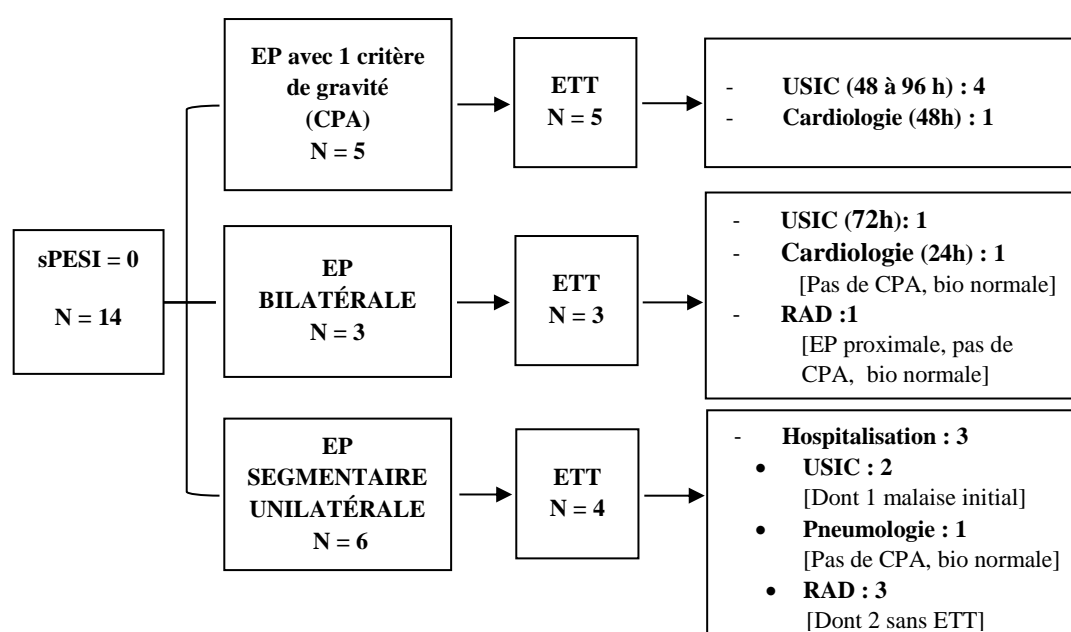 sPESI = 0
N = 14
EP avec 1 critère
de gravité
(CPA)
N = 5
ETT
N = 5
- USIC (48 à 96 h) : 4
- Cardiologie (48h) : 1
EP
BILATÉRALE
N = 3
ETT
N = 3
- USIC (72h): 1
- Cardiologie (24h) : 1
[Pas de CPA, bio normale]
- RAD :1
[EP proximale, pas de
CPA, bio normale]
EP
SEGMENTAIRE
UNILATÉRALE
N = 6
ETT
N = 4
- Hospitalisation : 3
• USIC : 2
[Dont 1 malaise initial]
• Pneumologie : 1
[Pas de CPA, bio normale]
• RAD : 3
[Dont 2 sans ETT]